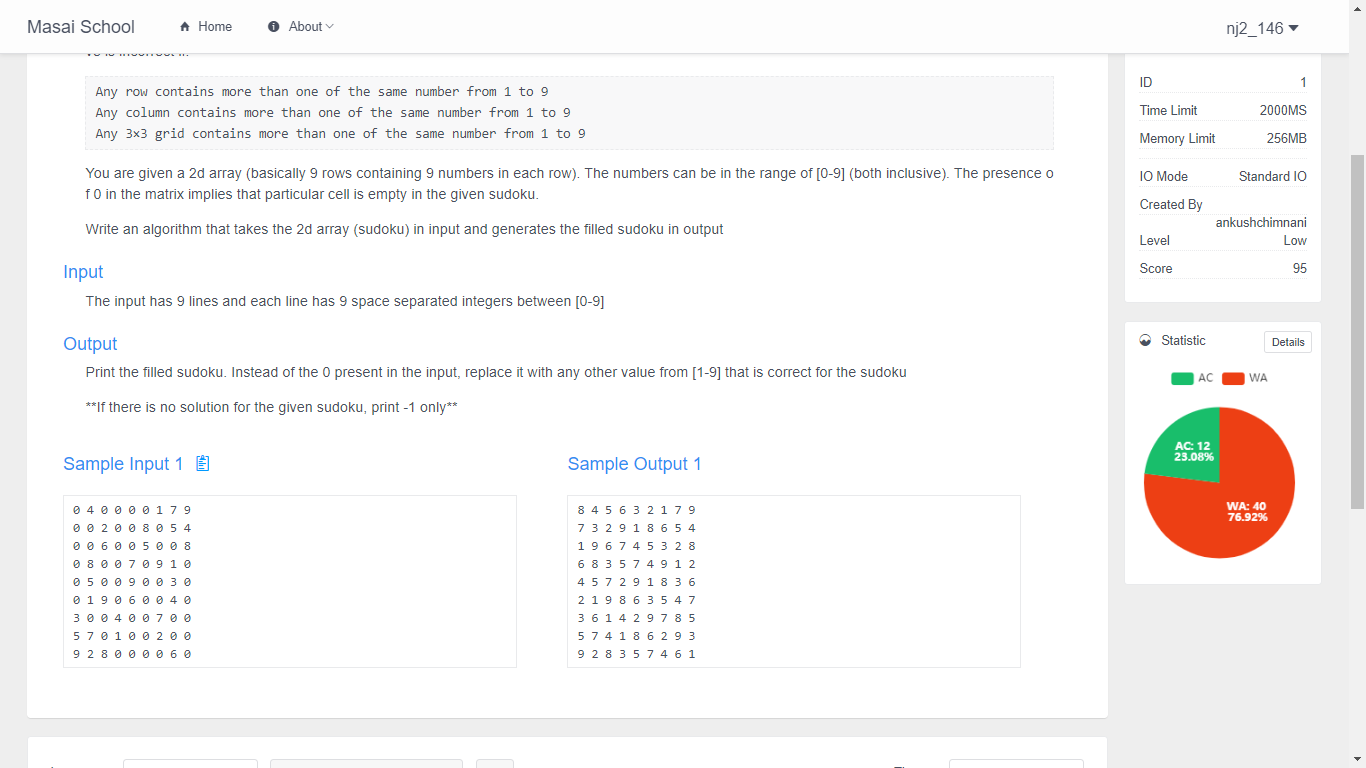 Masai School Home About nj2_146
Any row contains more than one of the same number from 1 to 9
Any column contains more than one of the same number from 1 to 9
Any 3x3 grid contains more than one of the same number from 1 to 9
You are given a 2d array (basically 9 rows containing 9 numbers in each row). The numbers can be in the range of [0-9] (both inclusive). The presence o
f 0 in the matrix implies that particular cell is empty in the given sudoku.
Write an algorithm that takes the 2d array (sudoku) in input and generates the filled sudoku in output
Input
The input has 9 lines and each line has 9 space separated integers between [0-9]
Output
Print the filled sudoku. Instead of the 0 present in the input, replace it with any other value from [1-9] that is correct for the sudoku
**If there is no solution for the given sudoku, print -1 only**
Sample Input 1
0 4 0 0 0 0 1 7 9
0 0 2 0 0 8 0 5 4
0 0 6 0 0 5 0 0 8
0 8 0 0 7 0 9 1 0
0 5 0 0 9 0 0 3 0
0 1 9 0 6 0 0 4 0
3 0 0 4 0 0 7 0 0
5 7 0 1 0 0 2 0 0
9 2 8 0 0 0 0 6 0
Sample Output 1
8 4 5 6 3 2 1 7 9
7 3 2 9 1 8 6 5 4
1 9 6 7 4 5 3 2 8
6 8 3 5 7 4 9 1 2
4 5 7 2 9 1 8 3 6
2 1 9 8 6 3 5 4 7
3 6 1 4 2 9 7 8 5
5 7 4 1 8 6 2 9 3
9 2 8 3 5 7 4 6 1
ID 1
Time Limit 2000MS
Memory Limit 256MB
IO Mode Standard IO
Created By
ankushchimnani
Level Low
Score 95
Statistic Details
AC WA
AC: 12
23.08%
WA: 40
76.92%